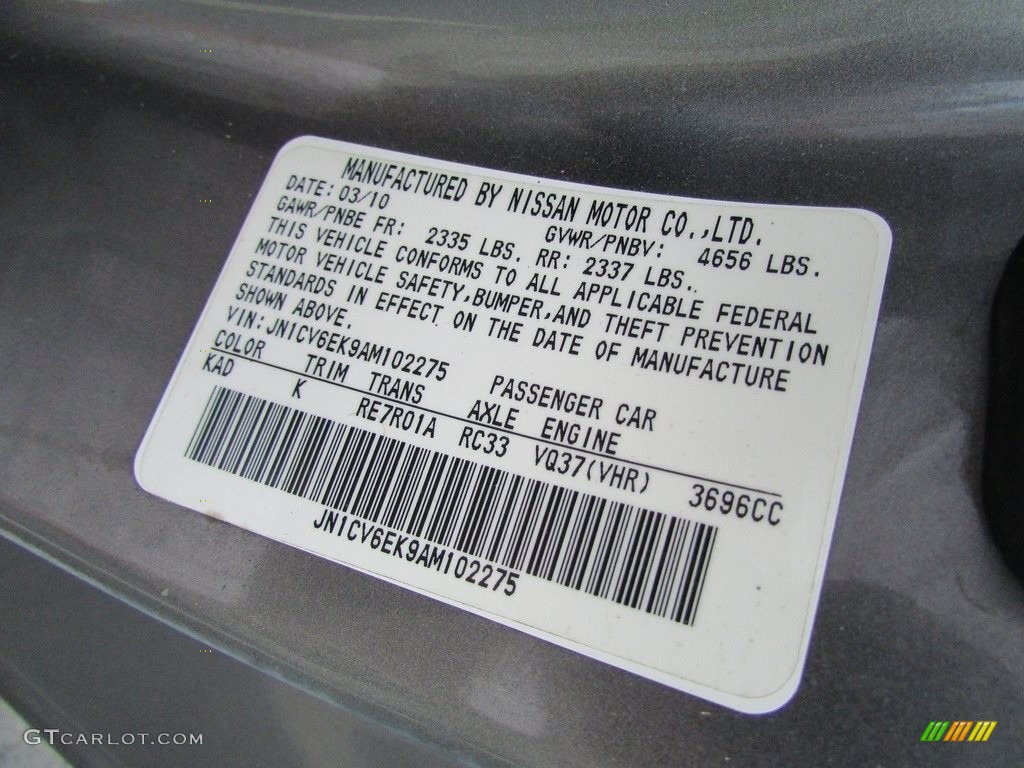 MANUFACTURED BY NISSAN MOTOR CO.,LTD.
DATE: 03/10 GVWR/PNBV: 4656 LBS.
GAWR/PNBE FR: 2335 LBS. RR: 2337 LBS.
THIS VEHICLE CONFORMS TO ALL APPLICABLE FEDERAL
MOTOR VEHICLE SAFETY,BUMPER,AND THEFT PREVENTION
STANDARDS IN EFFECT ON THE DATE OF MANUFACTURE
SHOWN ABOVE.
VIN: JN1CV6EK9AM102275 PASSENGER CAR
COLOR TRIM TRANS AXLE ENGINE
KAD K RE7R01A RC33 VQ37(VHR) 3696CC
JN1CV6EK9AM102275
GTCARLOT.COM